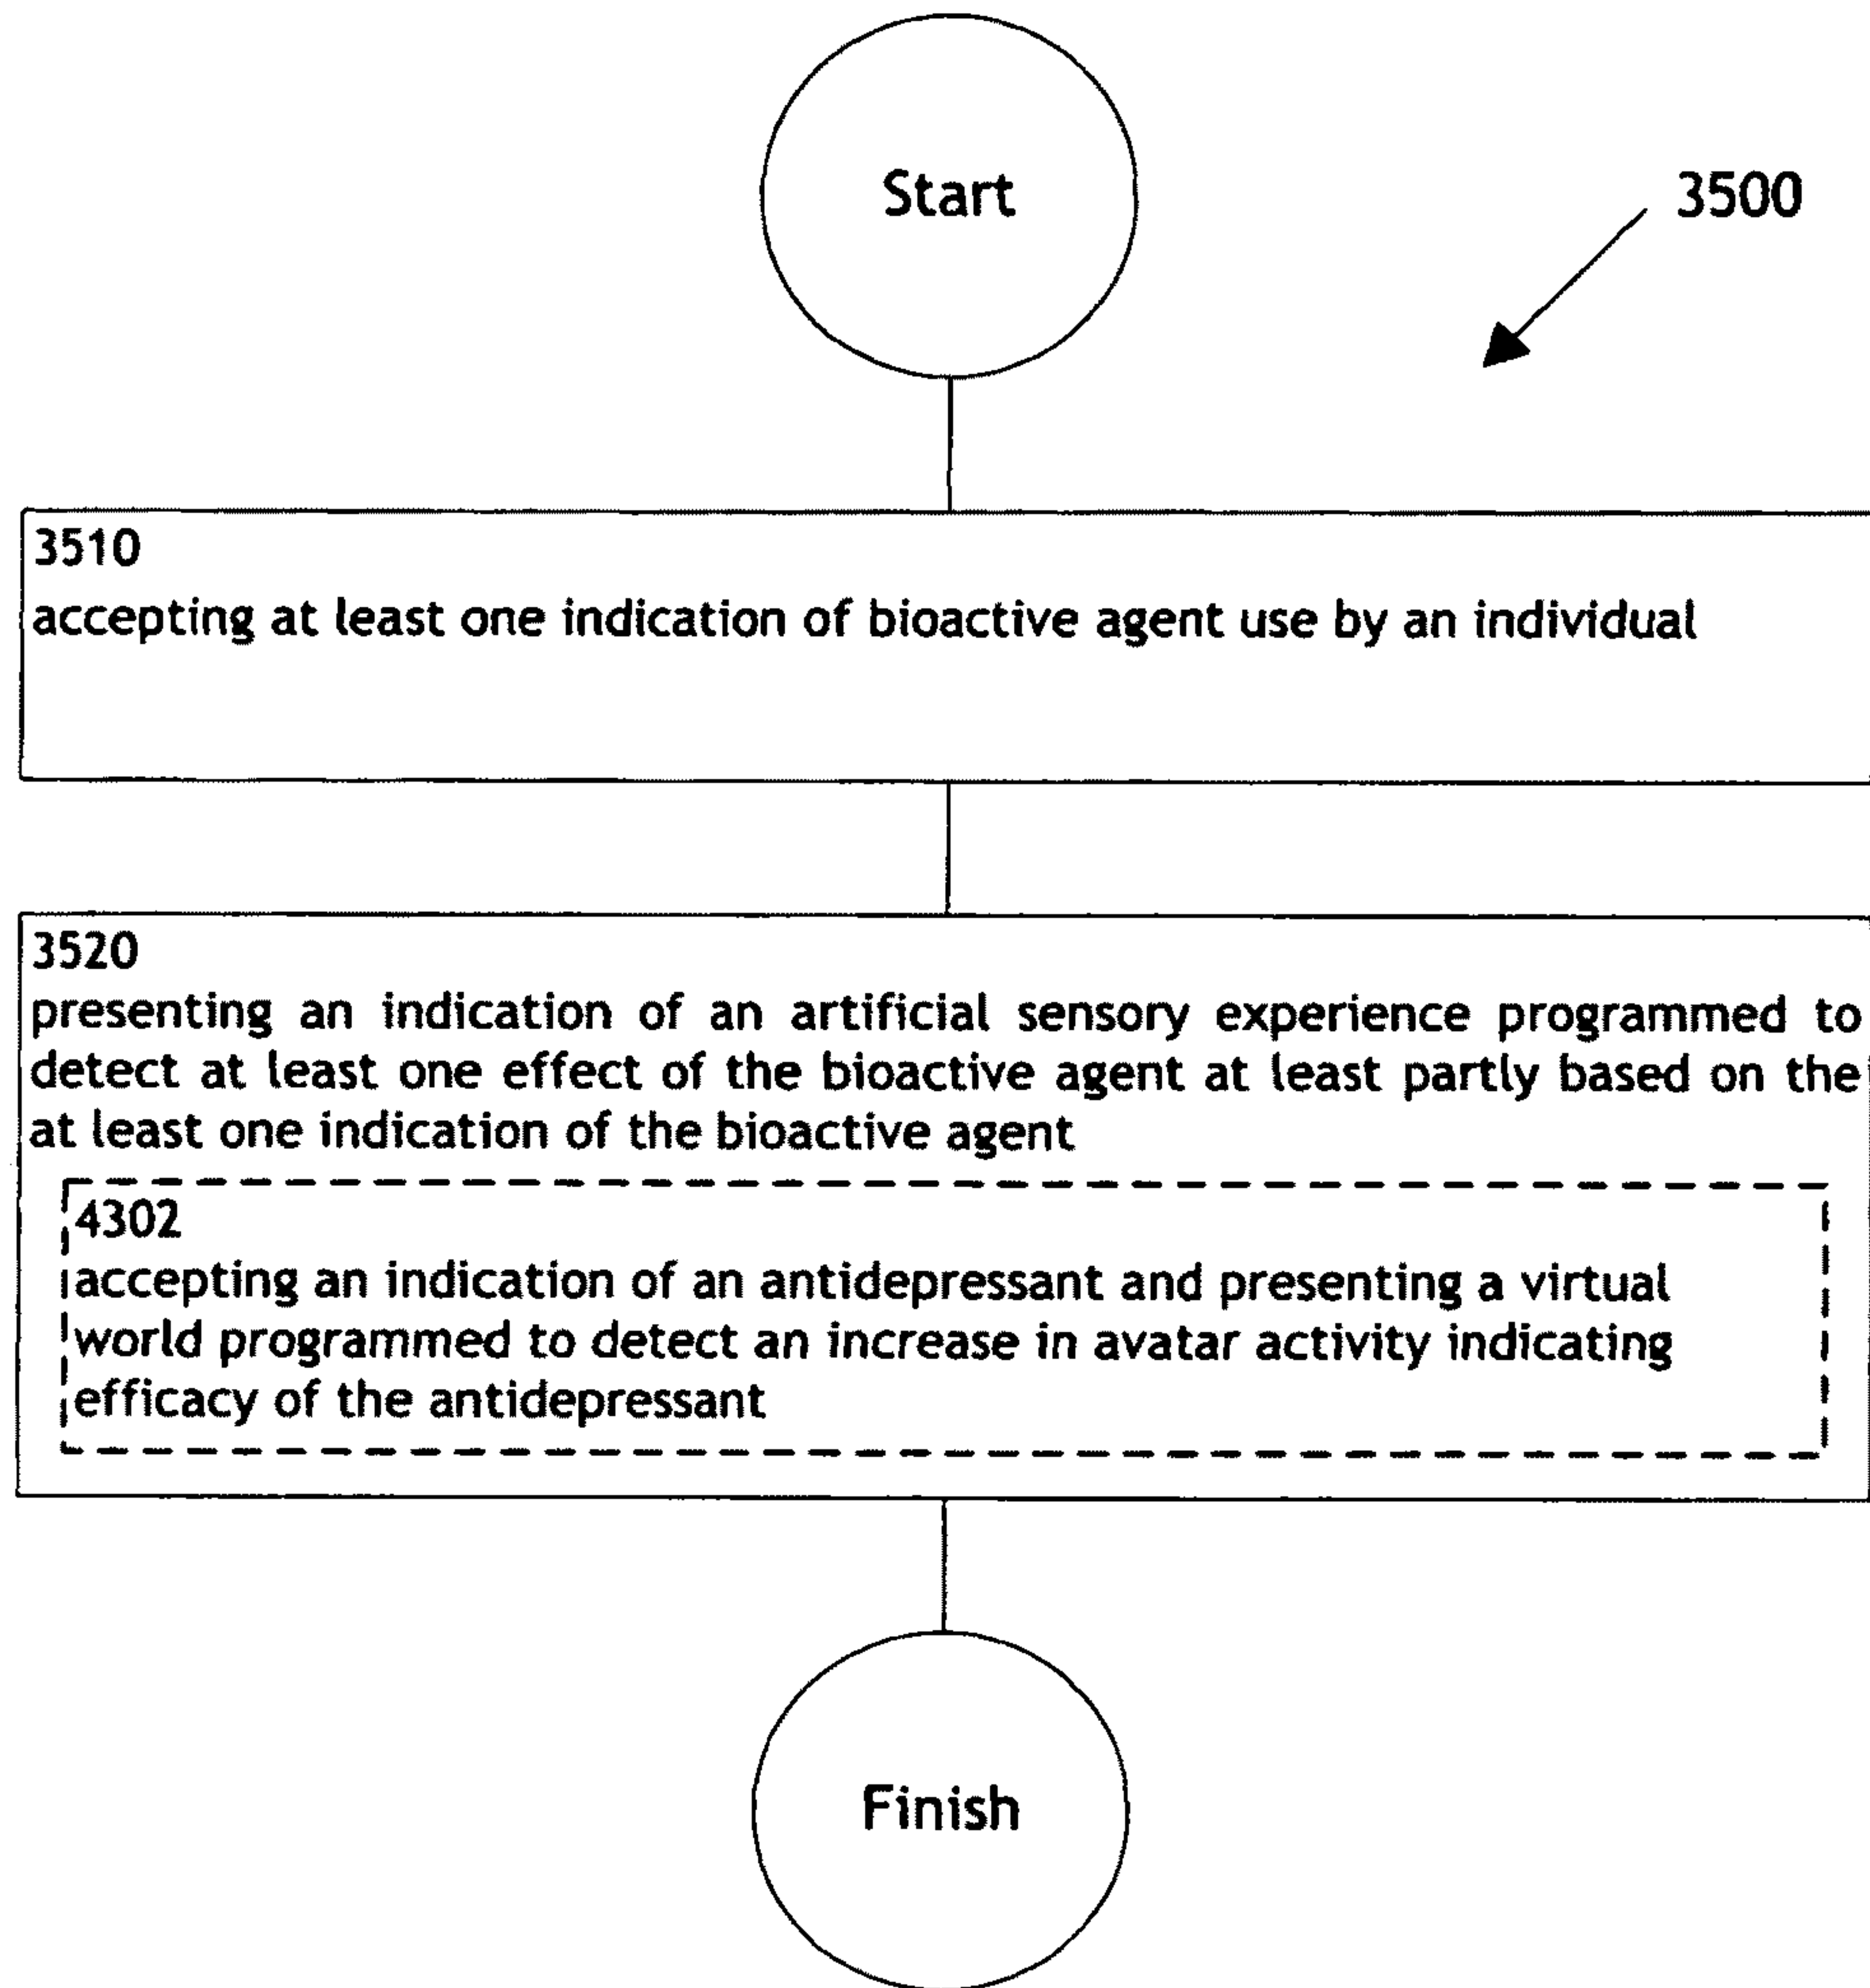 Start
3500
3510
accepting at least one indication of bioactive agent use by an individual
3520
presenting an indication of an artificial sensory experience programmed to
detect at least one effect of the bioactive agent at least partly based on the
at least one indication of the bioactive agent
4302
accepting an indication of an antidepressant and presenting a virtual
world programmed to detect an increase in avatar activity indicating
efficacy of the antidepressant
Finish